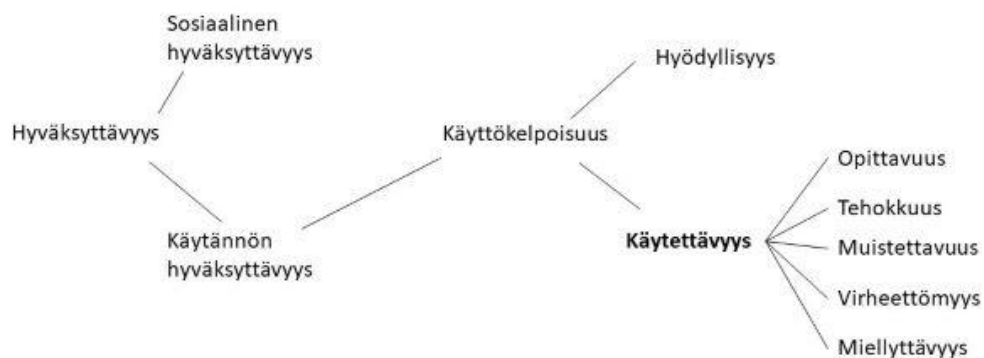 Sosiaalinen
hyväksyttävyys
Hyödyllisyys
Hyväksyttävyys
Käyttökelpoisuus
Opittavuus
Tehokkuus
Käytännön
hyväksyttävyys
Käytettävyys
Muistettavuus
Virheettömyys
Miellyttävyys